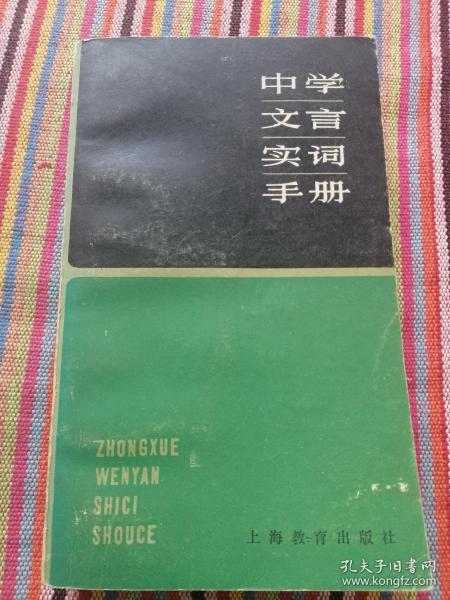 中学
文言
实词
手册
ZHONGXUE
WENYAN
SHICI
SHOUCE
上海教育出版社
孔夫子旧书网
www.kongfz.com